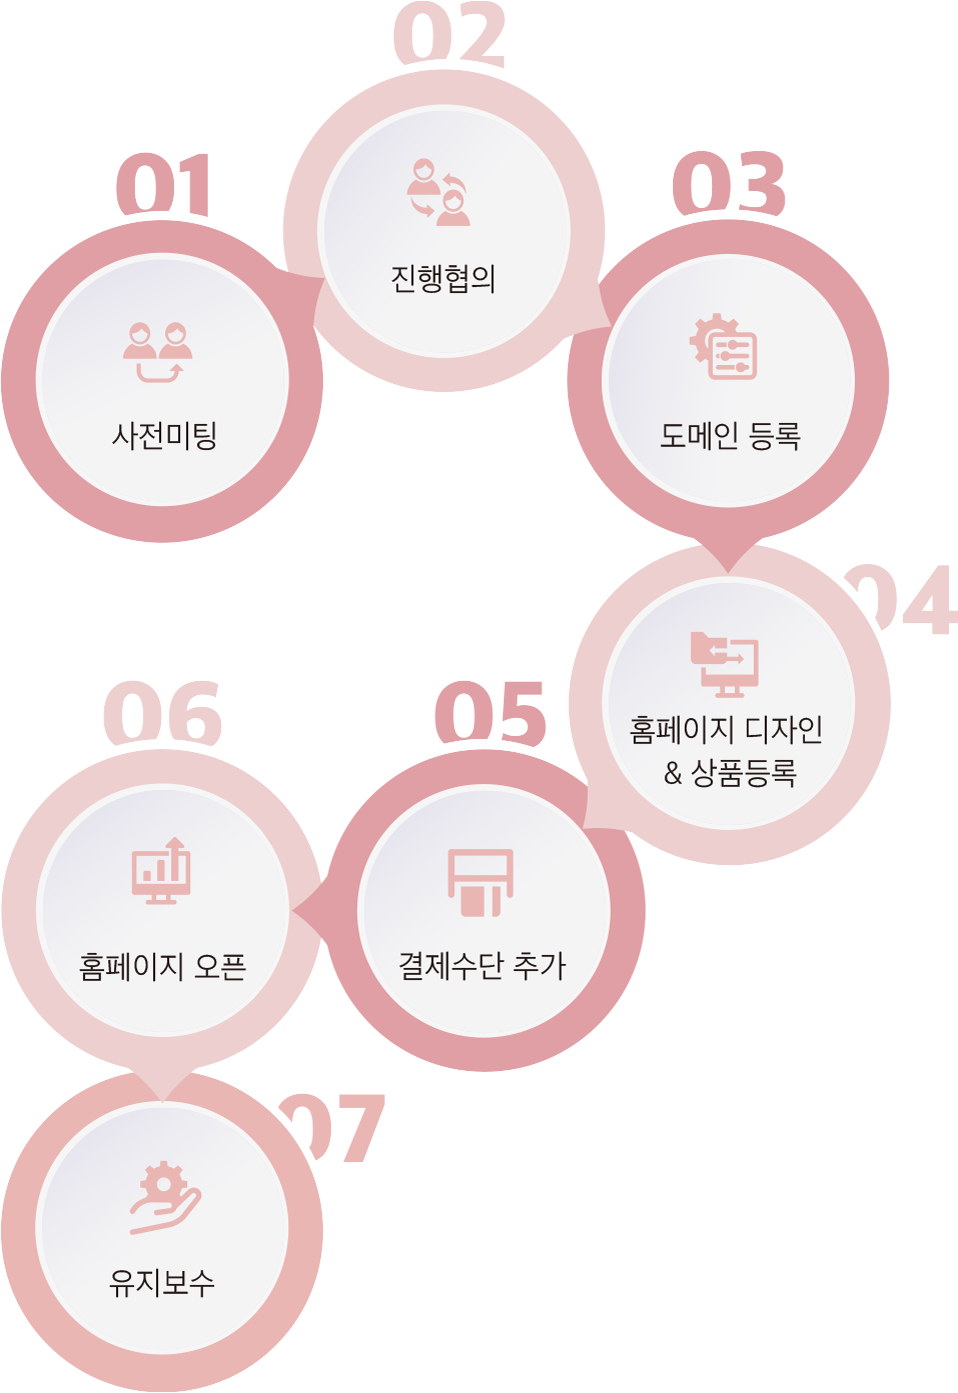 01
사전미팅
02
진행협의
03
도메인 등록
04
홈페이지 디자인
& 상품등록
05
결제수단 추가
06
홈페이지 오픈
07
유지보수